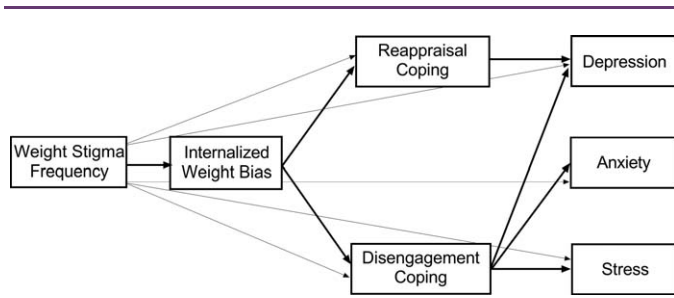 Reappraisal
Coping
Depression
Weight Stigma
Frequency
Internalized
Weight Bias
Anxiety
Disengagement
Coping
Stress